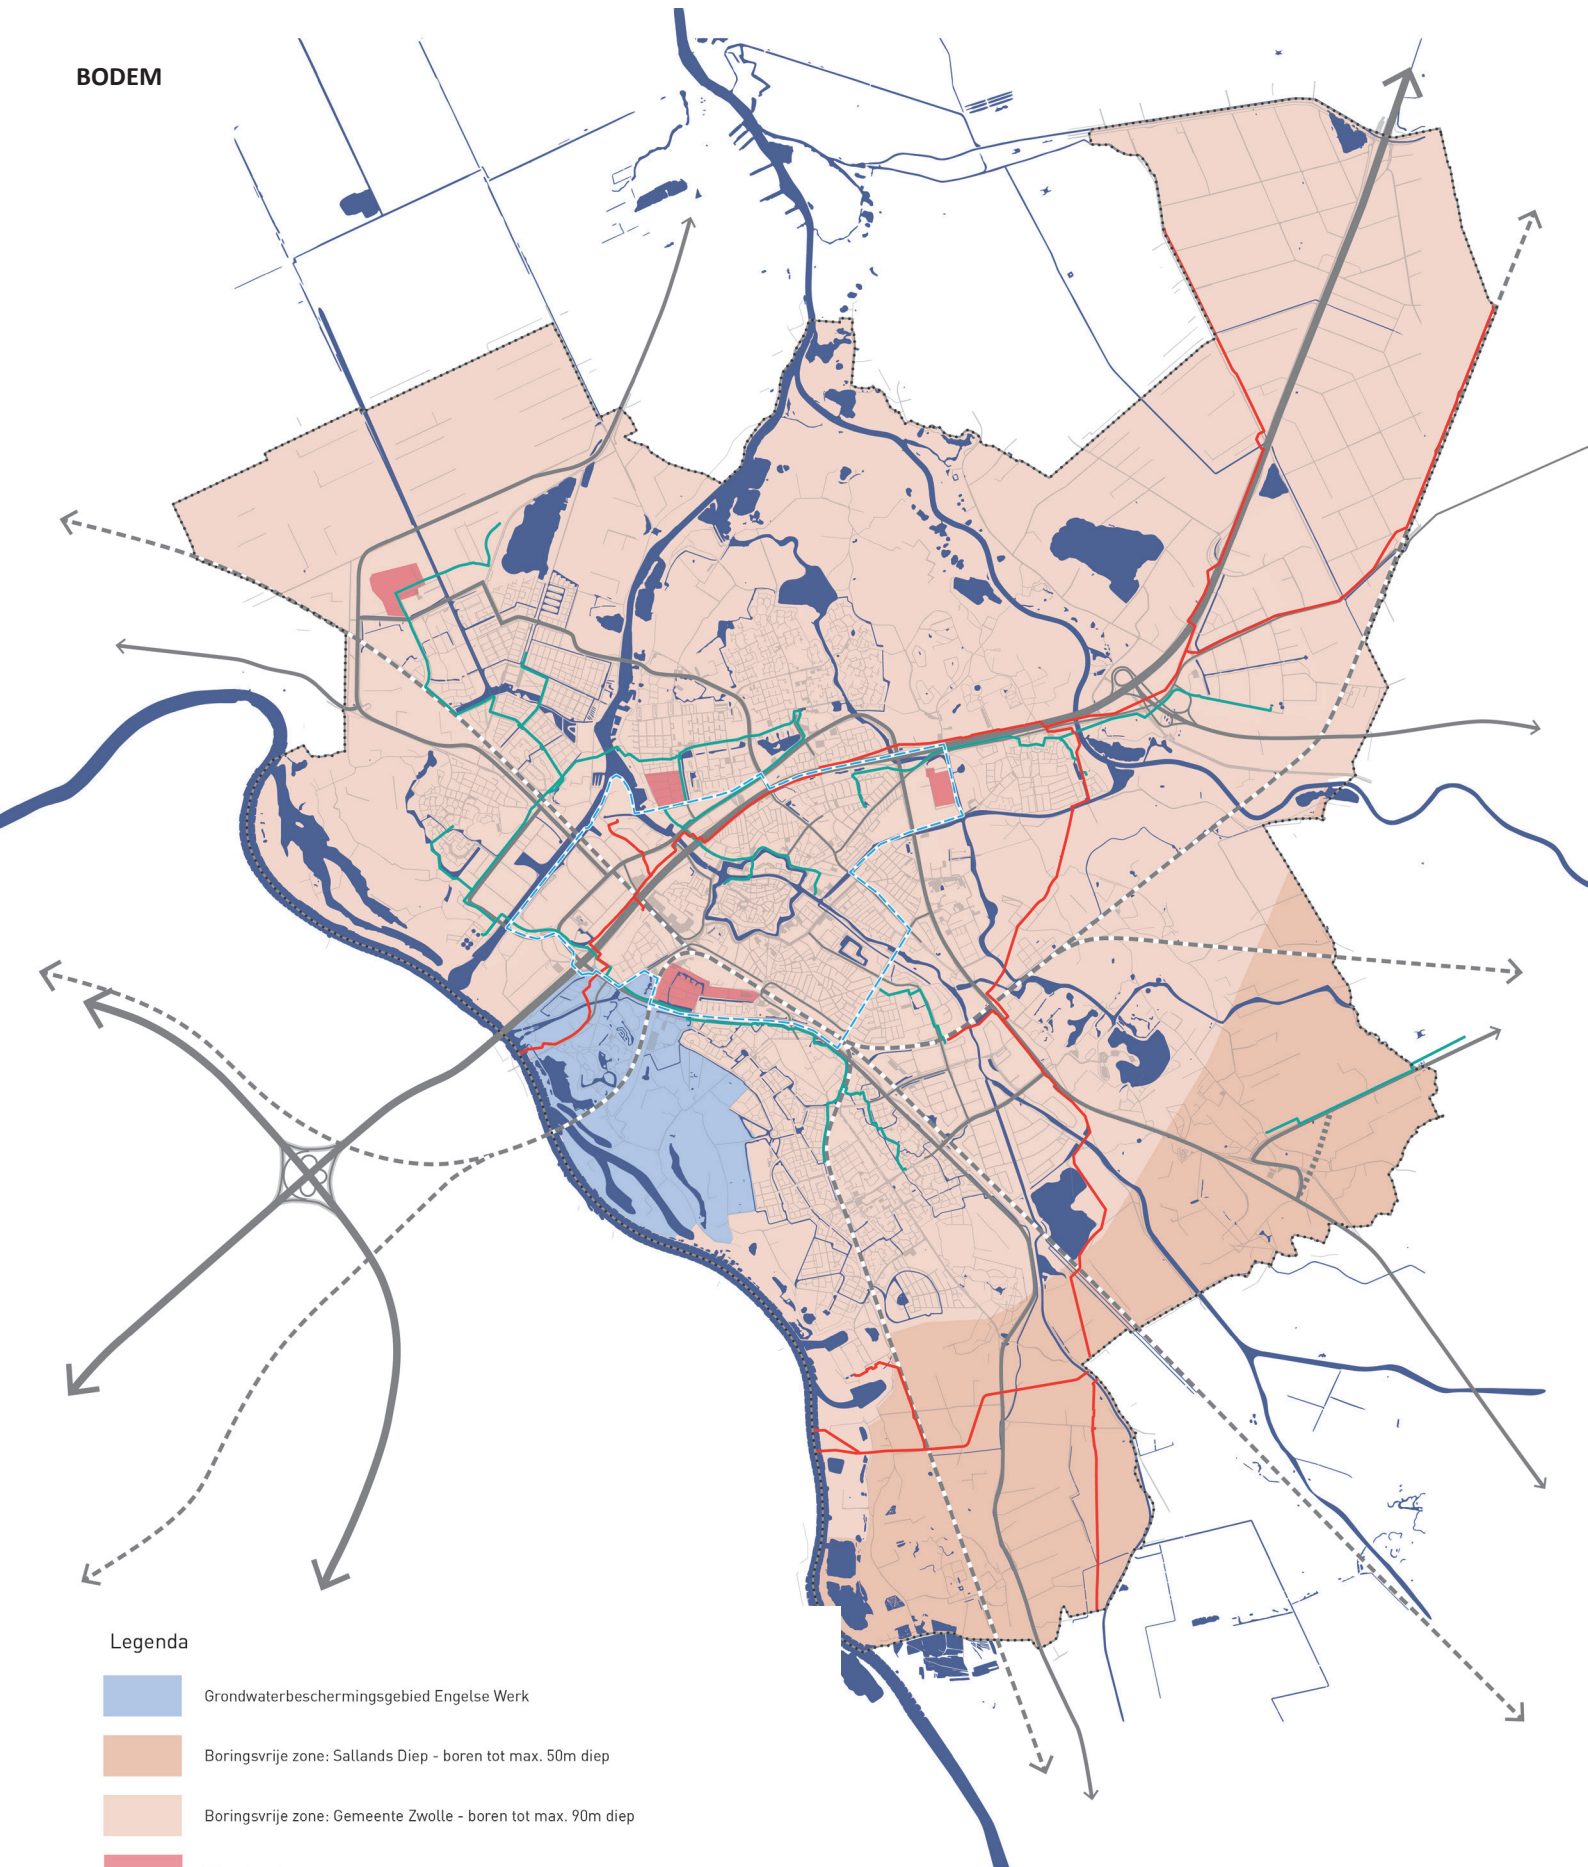 BODEM
Legenda
Grondwaterbeschermingsgebied Engelse Werk
Boringsvrije zone: Sallands Diep - boren tot max. 50m diep
Boringsvrije zone: Gemeente Zwolle - boren tot max. 90m diep